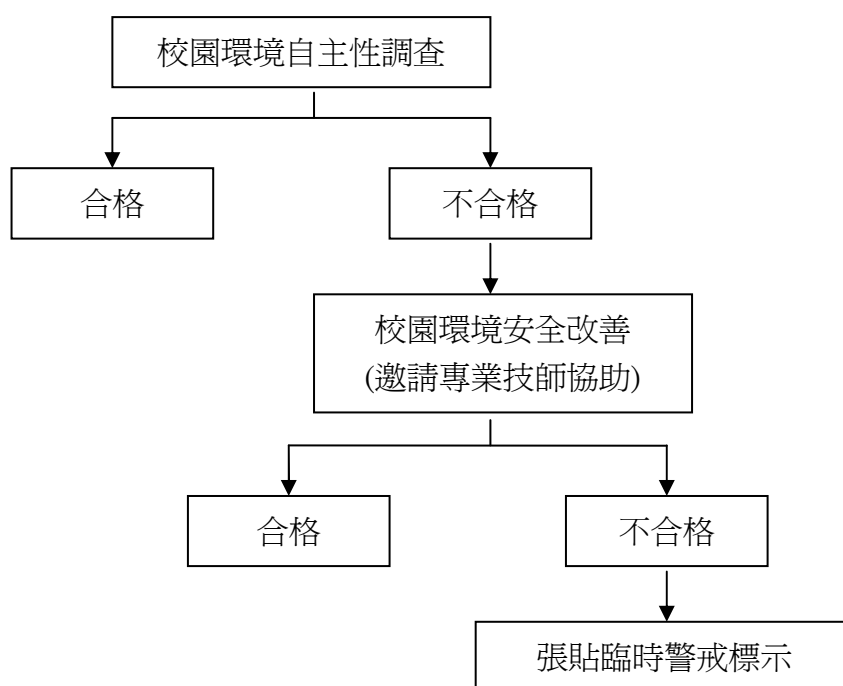 校園環境自主性調查
合格
不合格
校園環境安全改善
(邀請專業技師協助)
合格
不合格
張貼臨時警戒標示